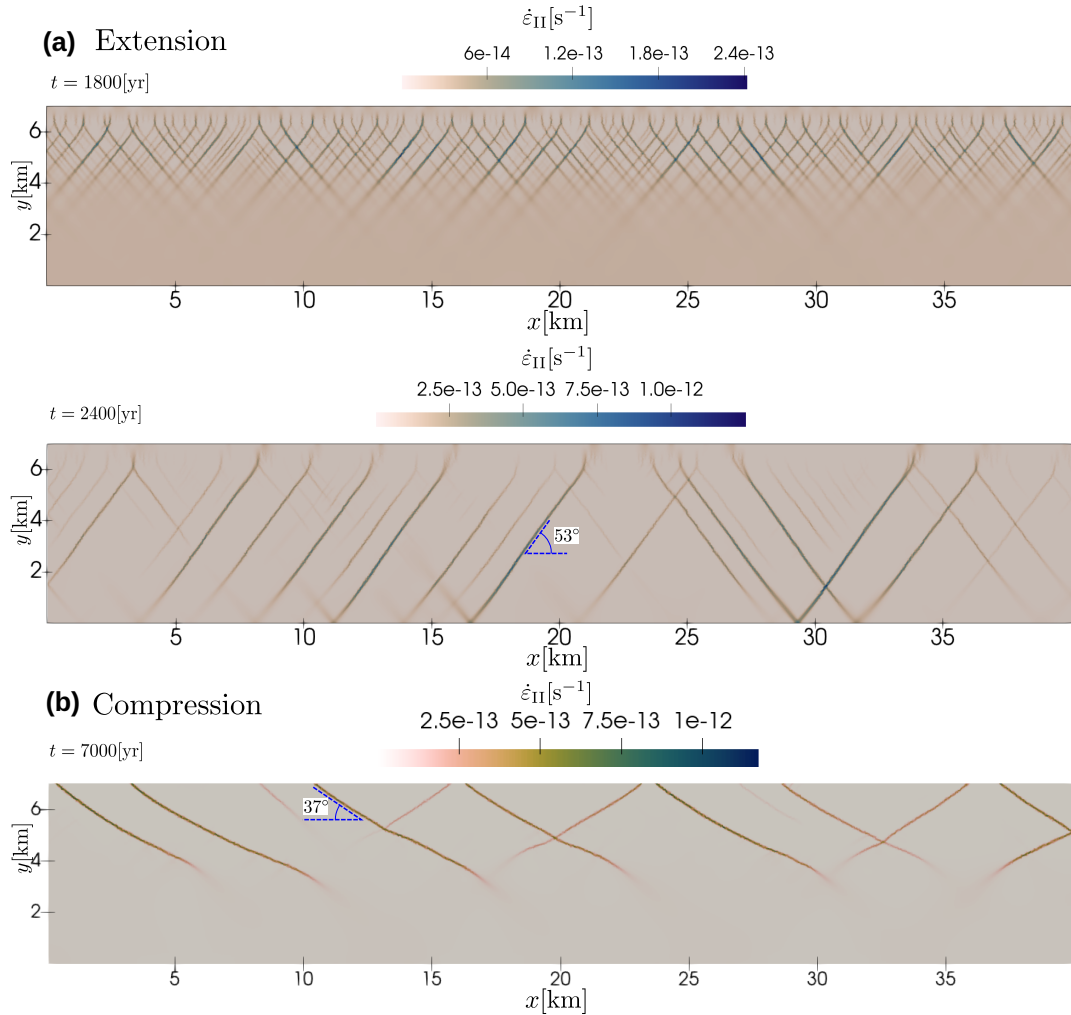 (a) Extension
ε̇_II[s⁻¹]
6e-14 1.2e-13 1.8e-13 2.4e-13
t = 1800[yr]
6
4
2
y[km]
5 10 15 20 25 30 35
x[km]
ε̇_II[s⁻¹]
2.5e-13 5.0e-13 7.5e-13 1.0e-12
t = 2400[yr]
6
4
2
y[km]
53°
5 10 15 20 25 30 35
x[km]
(b) Compression
ε̇_II[s⁻¹]
2.5e-13 5e-13 7.5e-13 1e-12
t = 7000[yr]
6
4
2
y[km]
37°
5 10 15 20 25 30 35
x[km]